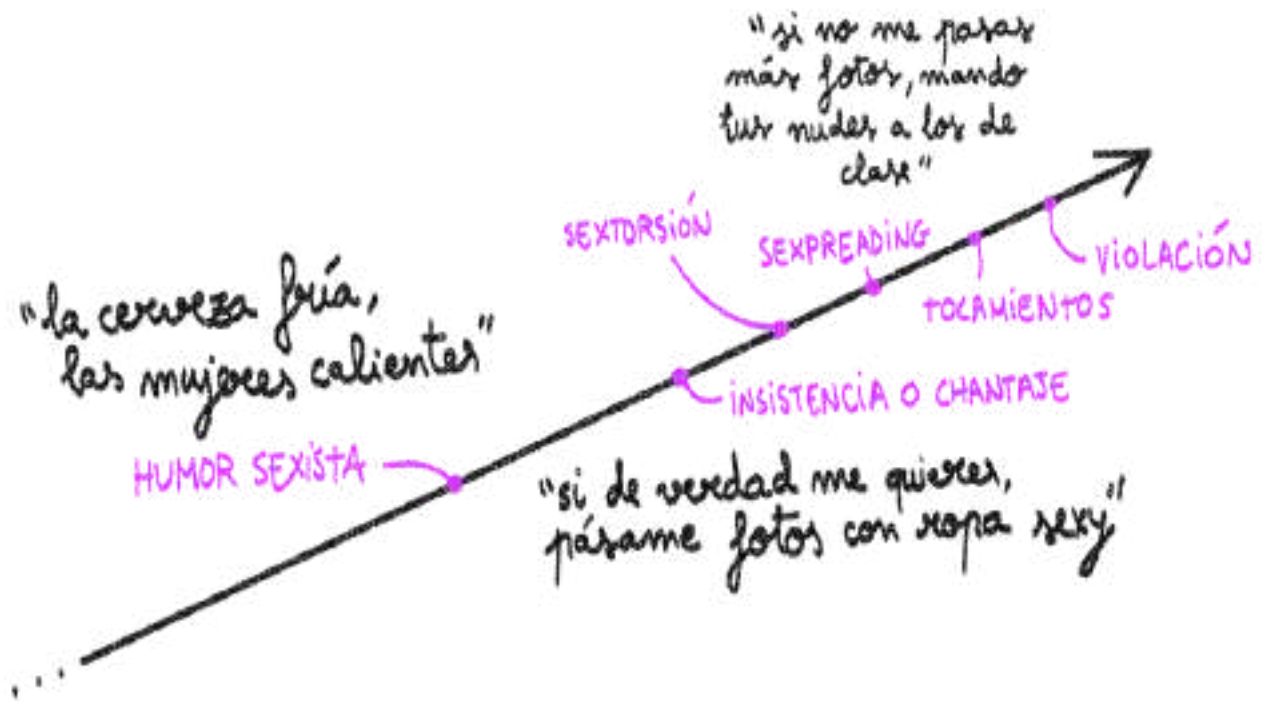 "si no me pasas
más fotos, mando
tus nudes a los de
clase"
SEXTORSIÓN
SEXPREADING
VIOLACIÓN
TOCAMIENTOS
"la cerveza fría,
las mujeres calientes"
INSISTENCIA O CHANTAJE
HUMOR SEXISTA
"si de verdad me quieres,
pásame fotos con ropa sexy"
...